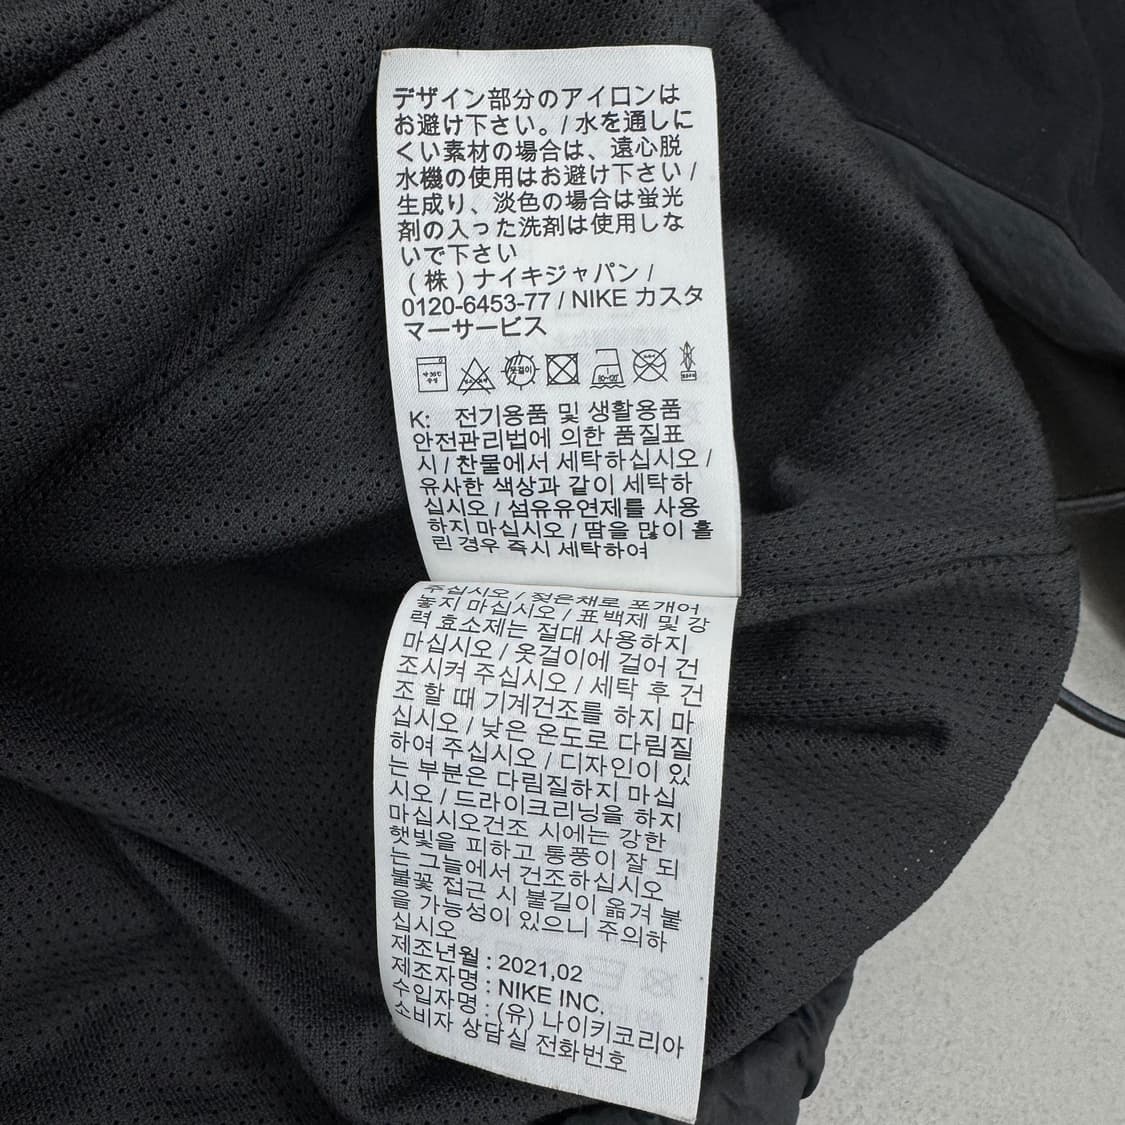 デザイン部分のアイロンは
お避け下さい。/ 水を通しに
くい素材の場合は、遠心脱
水機の使用はお避け下さい /
生成り、淡色の場合は蛍光
剤の入った洗剤は使用しな
いで下さい
(株)ナイキジャパン /
0120-6453-77 / NIKE カスタ
マーサービス
옷걸이
K: 전기용품 및 생활용품
안전관리법에 의한 품질표
시 / 찬물에서 세탁하십시오 /
유사한 색상과 같이 세탁하
십시오 / 섬유유연제를 사용
하지 마십시오 / 땀을 많이 흘
린 경우 즉시 세탁하여
주십시오 / 젖은채로 포개어
놓지 마십시오 / 표백제 및 강
력 효소제는 절대 사용하지
마십시오 / 옷걸이에 걸어 건
조시켜 주십시오 / 세탁 후 건
조 할 때 기계건조를 하지 마
십시오 / 낮은 온도로 다림질
하여 주십시오 / 디자인이 있
는 부분은 다림질하지 마십
시오 / 드라이크리닝을 하지
마십시오건조 시에는 강한
햇빛을 피하고 통풍이 잘 되
는 그늘에서 건조하십시오
불꽃 접근 시 불길이 옮겨 붙
을 가능성이 있으니 주의하
십시오
제조년월 : 2021,02
제조자명 : NIKE INC.
수입자명 : (유) 나이키코리아
소비자 상담실 전화번호